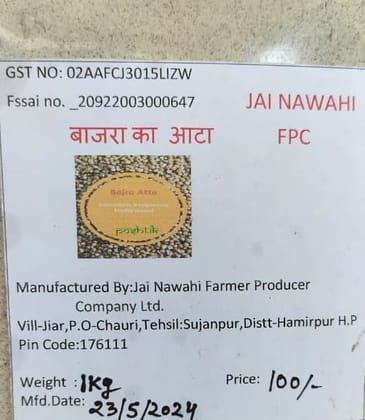 GST NO: 02AAFCJ3015LIZW
Fssai no. _20922003000647
JAI NAWAHI
FPC
बाजरा का आटा
Bajra Atta
poshtik
Manufactured By:Jai Nawahi Farmer Producer
Company Ltd.
Vill-Jiar,P.O-Chauri,Tehsil:Sujanpur,Distt-Hamirpur H.P
Pin Code:176111
Weight : 1Kg
Price: 100/-
Mfd.Date: 23/5/2024